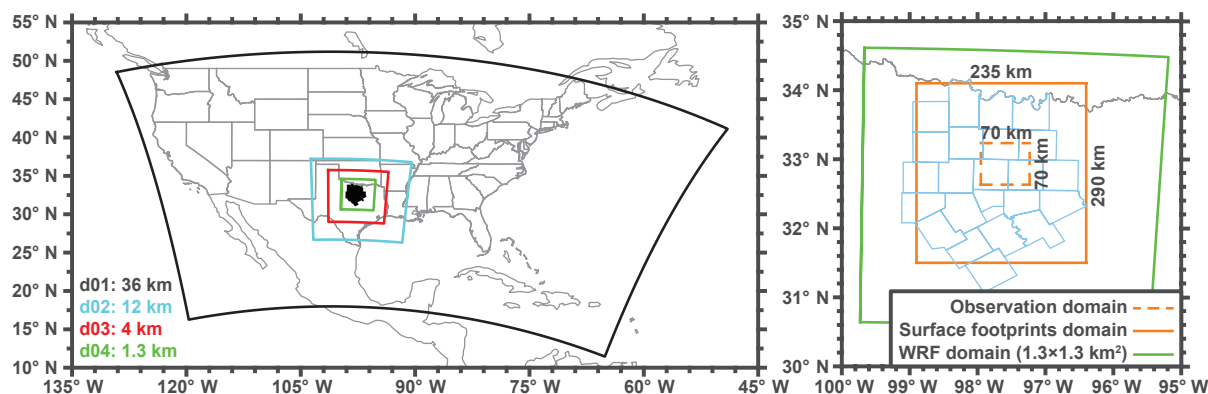 55° N
50° N
45° N
40° N
35° N
30° N
25° N
20° N
15° N
10° N
135° W
120° W
105° W
90° W
75° W
60° W
45° W
d01: 36 km
d02: 12 km
d03: 4 km
d04: 1.3 km
35° N
34° N
33° N
32° N
31° N
30° N
100° W
99° W
98° W
97° W
96° W
95° W
235 km
70 km
70 km
290 km
Observation domain
Surface footprints domain
WRF domain (1.3×1.3 km²)